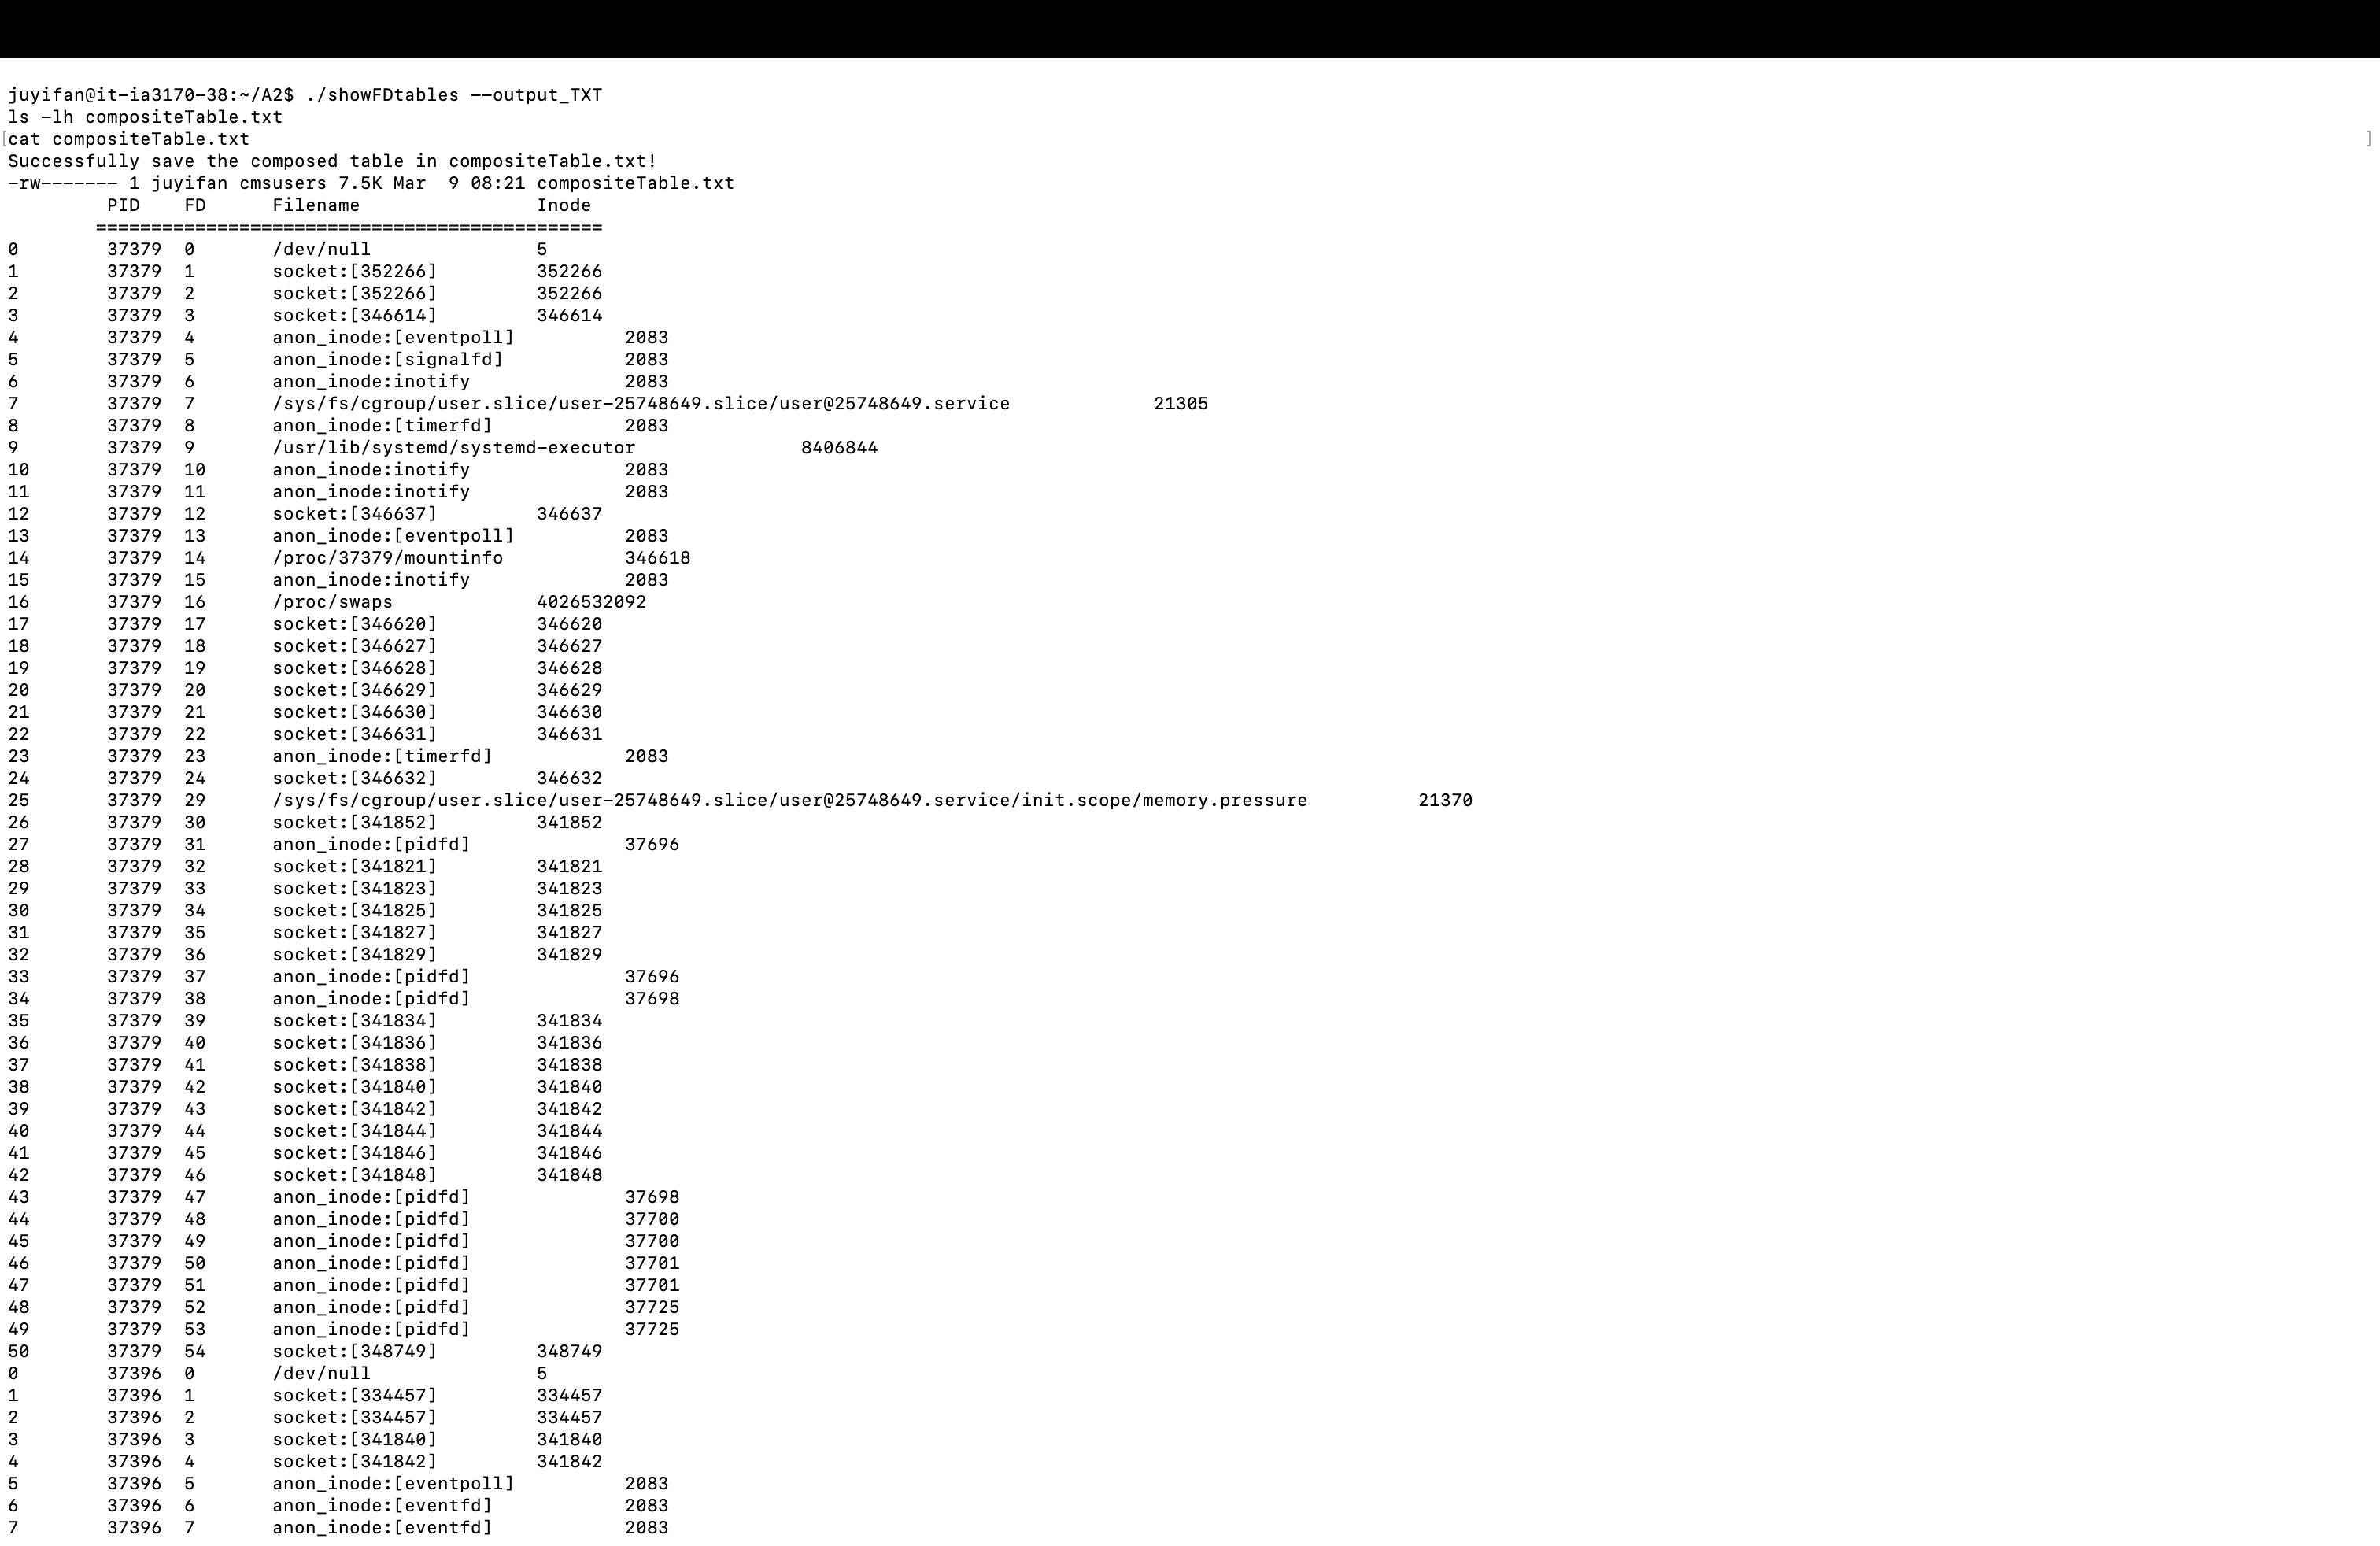 juyifan@it-ia3170-38:~/A2$ ./showFDtables --output_TXT
ls -lh compositeTable.txt
[cat compositeTable.txt ]
Successfully save the composed table in compositeTable.txt!
-rw------- 1 juyifan cmsusers 7.5K Mar  9 08:21 compositeTable.txt
PID FD Filename Inode
==============================================
0 37379 0 /dev/null 5
1 37379 1 socket:[352266] 352266
2 37379 2 socket:[352266] 352266
3 37379 3 socket:[346614] 346614
4 37379 4 anon_inode:[eventpoll] 2083
5 37379 5 anon_inode:[signalfd] 2083
6 37379 6 anon_inode:inotify 2083
7 37379 7 /sys/fs/cgroup/user.slice/user-25748649.slice/user@25748649.service 21305
8 37379 8 anon_inode:[timerfd] 2083
9 37379 9 /usr/lib/systemd/systemd-executor 8406844
10 37379 10 anon_inode:inotify 2083
11 37379 11 anon_inode:inotify 2083
12 37379 12 socket:[346637] 346637
13 37379 13 anon_inode:[eventpoll] 2083
14 37379 14 /proc/37379/mountinfo 346618
15 37379 15 anon_inode:inotify 2083
16 37379 16 /proc/swaps 4026532092
17 37379 17 socket:[346620] 346620
18 37379 18 socket:[346627] 346627
19 37379 19 socket:[346628] 346628
20 37379 20 socket:[346629] 346629
21 37379 21 socket:[346630] 346630
22 37379 22 socket:[346631] 346631
23 37379 23 anon_inode:[timerfd] 2083
24 37379 24 socket:[346632] 346632
25 37379 29 /sys/fs/cgroup/user.slice/user-25748649.slice/user@25748649.service/init.scope/memory.pressure 21370
26 37379 30 socket:[341852] 341852
27 37379 31 anon_inode:[pidfd] 37696
28 37379 32 socket:[341821] 341821
29 37379 33 socket:[341823] 341823
30 37379 34 socket:[341825] 341825
31 37379 35 socket:[341827] 341827
32 37379 36 socket:[341829] 341829
33 37379 37 anon_inode:[pidfd] 37696
34 37379 38 anon_inode:[pidfd] 37698
35 37379 39 socket:[341834] 341834
36 37379 40 socket:[341836] 341836
37 37379 41 socket:[341838] 341838
38 37379 42 socket:[341840] 341840
39 37379 43 socket:[341842] 341842
40 37379 44 socket:[341844] 341844
41 37379 45 socket:[341846] 341846
42 37379 46 socket:[341848] 341848
43 37379 47 anon_inode:[pidfd] 37698
44 37379 48 anon_inode:[pidfd] 37700
45 37379 49 anon_inode:[pidfd] 37700
46 37379 50 anon_inode:[pidfd] 37701
47 37379 51 anon_inode:[pidfd] 37701
48 37379 52 anon_inode:[pidfd] 37725
49 37379 53 anon_inode:[pidfd] 37725
50 37379 54 socket:[348749] 348749
0 37396 0 /dev/null 5
1 37396 1 socket:[334457] 334457
2 37396 2 socket:[334457] 334457
3 37396 3 socket:[341840] 341840
4 37396 4 socket:[341842] 341842
5 37396 5 anon_inode:[eventpoll] 2083
6 37396 6 anon_inode:[eventfd] 2083
7 37396 7 anon_inode:[eventfd] 2083